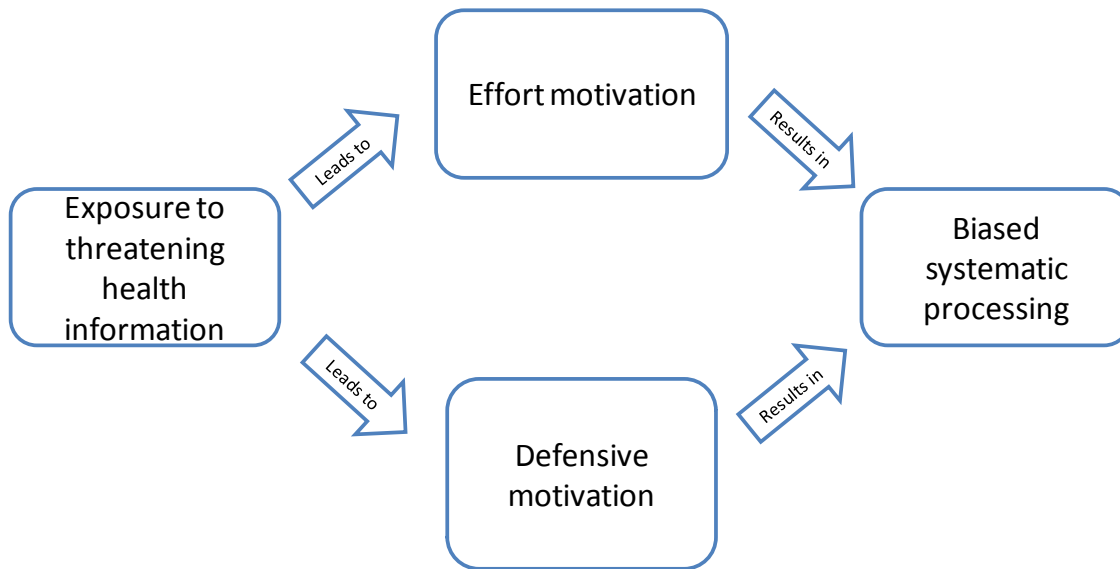 Effort motivation
Leads to
Results in
Exposure to
threatening
health
information
Biased
systematic
processing
Leads to
Results in
Defensive
motivation